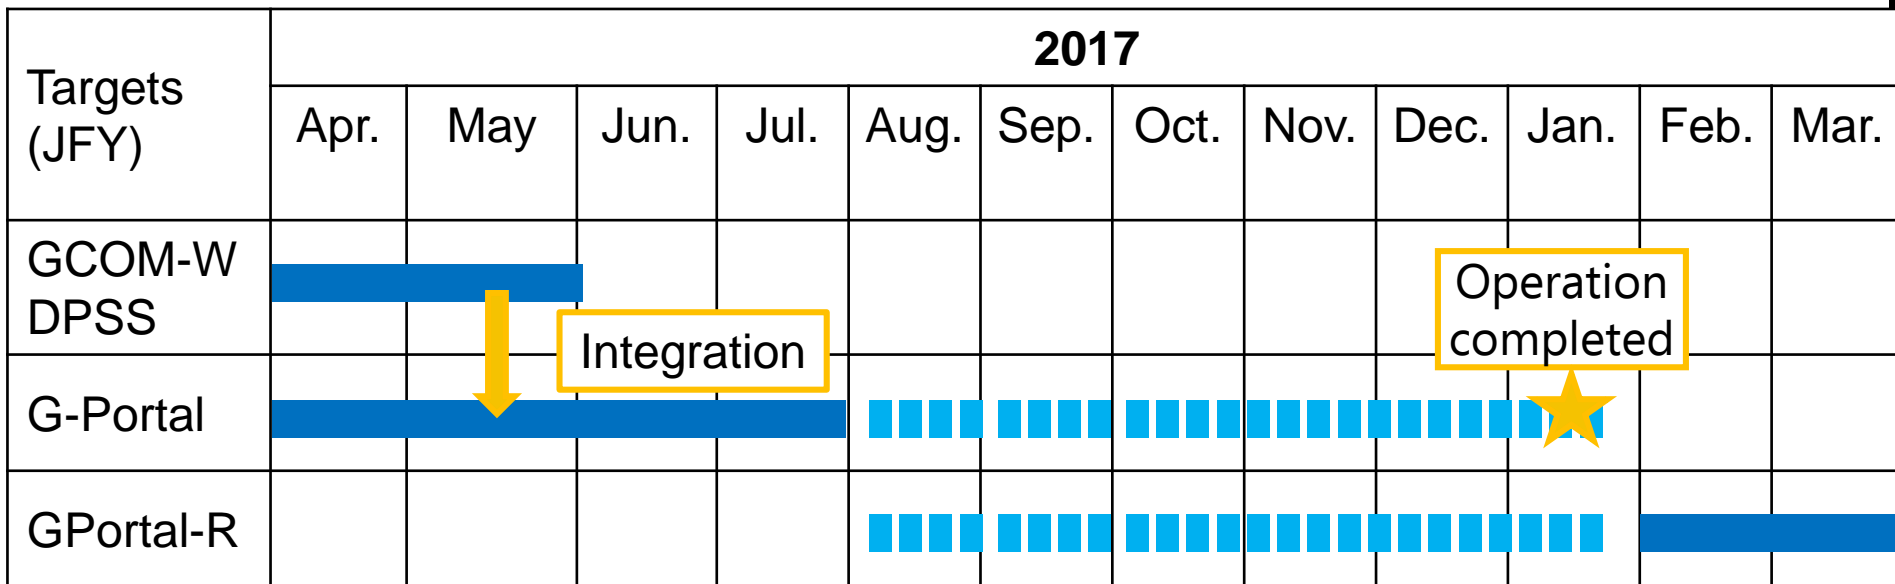 Targets
(JFY)
2017
Apr. May Jun. Jul. Aug. Sep. Oct. Nov. Dec. Jan. Feb. Mar.
GCOM-W
DPSS
Integration
Operation
completed
G-Portal
GPortal-R